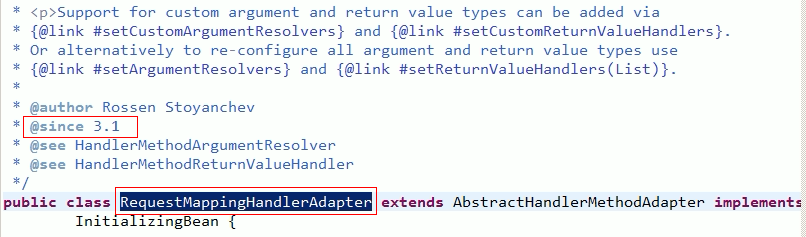 * <p>Support for custom argument and return value types can be added via
* {@link #setCustomArgumentResolvers} and {@link #setCustomReturnValueHandlers}.
* Or alternatively to re-configure all argument and return value types use
* {@link #setArgumentResolvers} and {@link #setReturnValueHandlers(List)}.
*
* @author Rossen Stoyanchev
* @since 3.1
* @see HandlerMethodArgumentResolver
* @see HandlerMethodReturnValueHandler
*/
public class RequestMappingHandlerAdapter extends AbstractHandlerMethodAdapter implements
InitializingBean {